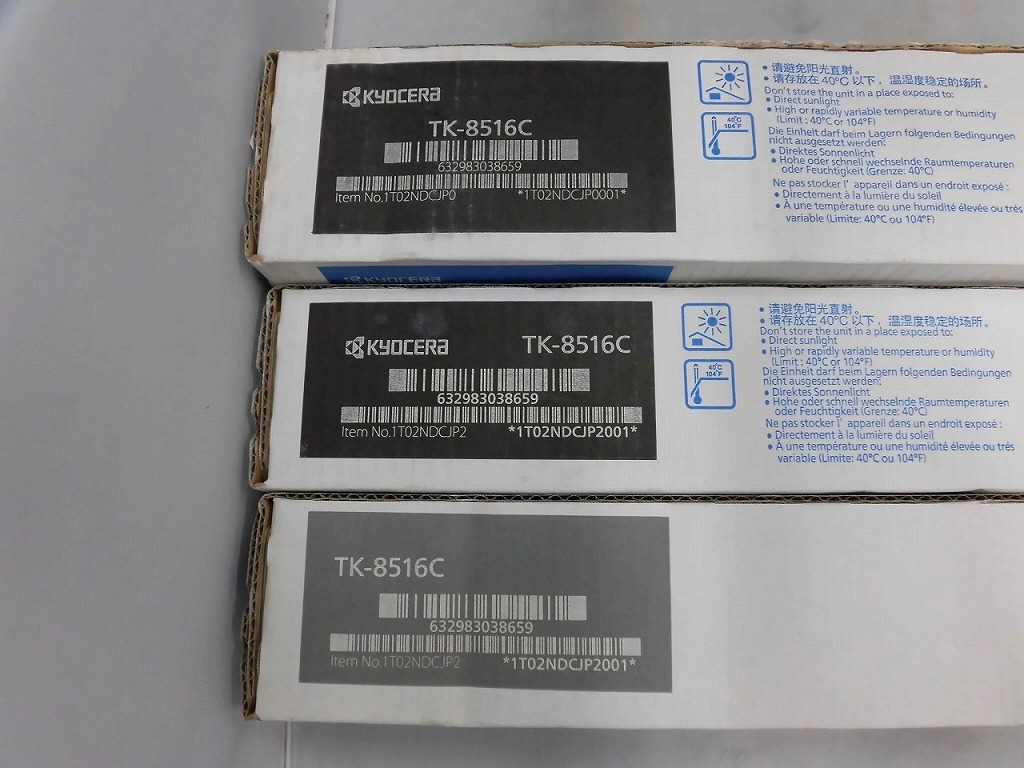 KYOCERA
TK-8516C
632983038659
Item No.1T02NDCJP0 *1T02NDCJP0001*
40°C
104°F
• 请避免阳光直射。
• 请存放在 40°C 以下，温湿度稳定的场所。
Don't store the unit in a place exposed to:
• Direct sunlight
• High or rapidly variable temperature or humidity
(Limit : 40°C or 104°F)
Die Einheit darf beim Lagern folgenden Bedingungen
nicht ausgesetzt werden:
• Direktes Sonnenlicht
• Hohe oder schnell wechselnde Raumtemperaturen
oder Feuchtigkeit (Grenze: 40°C)
Ne pas stocker l' appareil dans un endroit exposé :
• Directement à la lumière du soleil
• À une température ou une humidité élevée ou trés
variable (Limite: 40°C ou 104°F)
KYOCERA
KYOCERA TK-8516C
632983038659
Item No.1T02NDCJP2 *1T02NDCJP2001*
40°C
104°F
• 请避免阳光直射。
• 请存放在 40°C 以下，温湿度稳定的场所。
Don't store the unit in a place exposed to:
• Direct sunlight
• High or rapidly variable temperature or humidity
(Limit : 40°C or 104°F)
Die Einheit darf beim Lagern folgenden Bedingungen
nicht ausgesetzt werden:
• Direktes Sonnenlicht
• Hohe oder schnell wechselnde Raumtemperaturen
oder Feuchtigkeit (Grenze: 40°C)
Ne pas stocker l' appareil dans un endroit exposé :
• Directement à la lumière du soleil
• À une température ou une humidité élevée ou trés
variable (Limite: 40°C ou 104°F)
TK-8516C
632983038659
Item No.1T02NDCJP2 *1T02NDCJP2001*